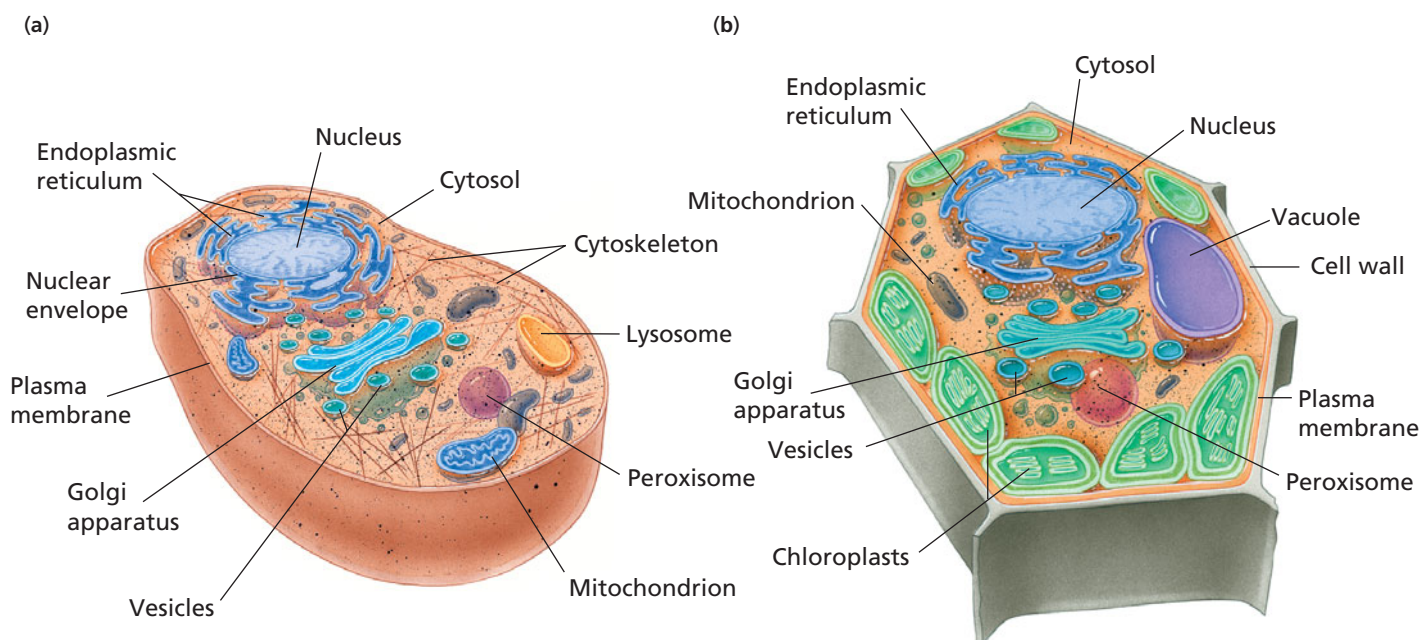 (a)
Endoplasmic
reticulum
Nucleus
Cytosol
Cytoskeleton
Nuclear
envelope
Lysosome
Plasma
membrane
Peroxisome
Golgi
apparatus
Mitochondrion
Vesicles
(b)
Cytosol
Endoplasmic
reticulum
Nucleus
Mitochondrion
Vacuole
Cell wall
Golgi
apparatus
Plasma
membrane
Vesicles
Peroxisome
Chloroplasts